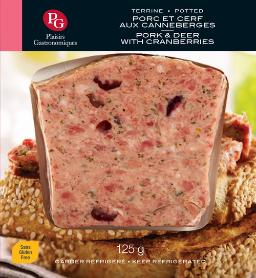 PG
Plaisirs
Gastronomiques
TERRINE • POTTED
PORC ET CERF
AUX CANNEBERGES
PORK & DEER
WITH CRANBERRIES
Sans
Gluten
Free
125 g
GARDER RÉFRIGÉRÉ • KEEP REFRIGERATED